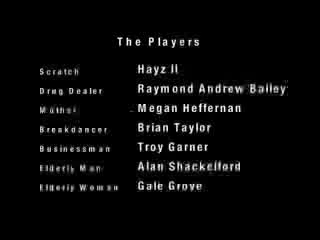 The Players
Scratch Hayz II
Drug Dealer Raymond Andrew Bailey
Megan Heffernan
Breakdancer Brian Taylor
Businessman Troy Garner
Elderly Man Alan Shackelford
Elderly Woman Gale Grove